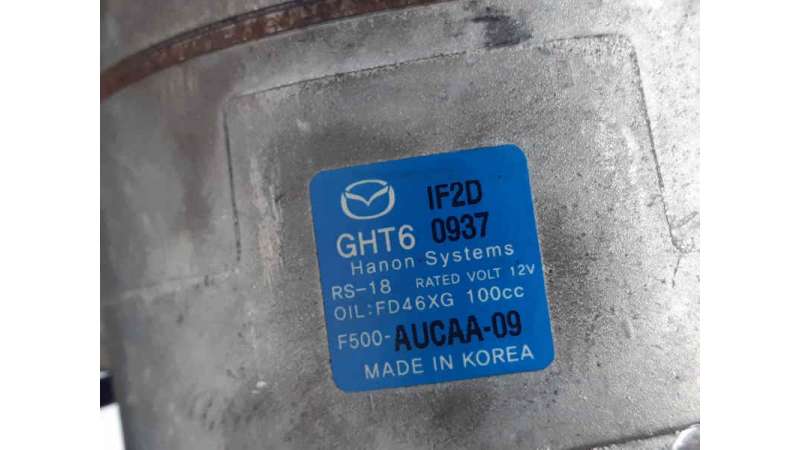 IF2D
GHT6 0937
Hanon Systems
RS-18 RATED VOLT 12V
OIL:FD46XG 100cc
F500-AUCAA-09
MADE IN KOREA